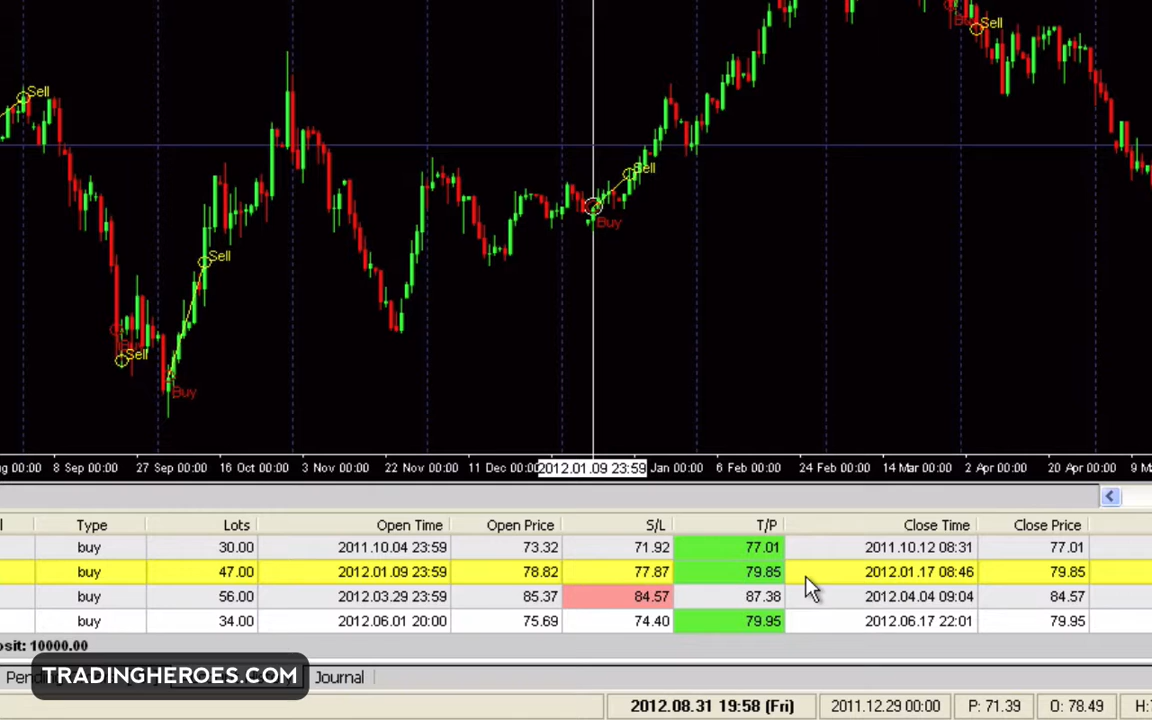 Sell
Sell
Sell
Buy
Sell
Buy
Sell
Buy
ug 00:00 8 Sep 00:00 27 Sep 00:00 16 Oct 00:00 3 Nov 00:00 22 Nov 00:00 11 Dec 00:00 2012.01.09 23:59 Jan 00:00 6 Feb 00:00 24 Feb 00:00 14 Mar 00:00 2 Apr 00:00 20 Apr 00:00 9 M
Type Lots Open Time Open Price S/L T/P Close Time Close Price
buy 30.00 2011.10.04 23:59 73.32 71.92 77.01 2011.10.12 08:31 77.01
buy 47.00 2012.01.09 23:59 78.82 77.87 79.85 2012.01.17 08:46 79.85
buy 56.00 2012.03.29 23:59 85.37 84.57 87.38 2012.04.04 09:04 84.57
buy 34.00 2012.06.01 20:00 75.69 74.40 79.95 2012.06.17 22:01 79.95
osit: 10000.00
TRADINGHEROES.COM
Journal
2012.08.31 19:58 (Fri) 2011.12.29 00:00 P: 71.39 O: 78.49 H: